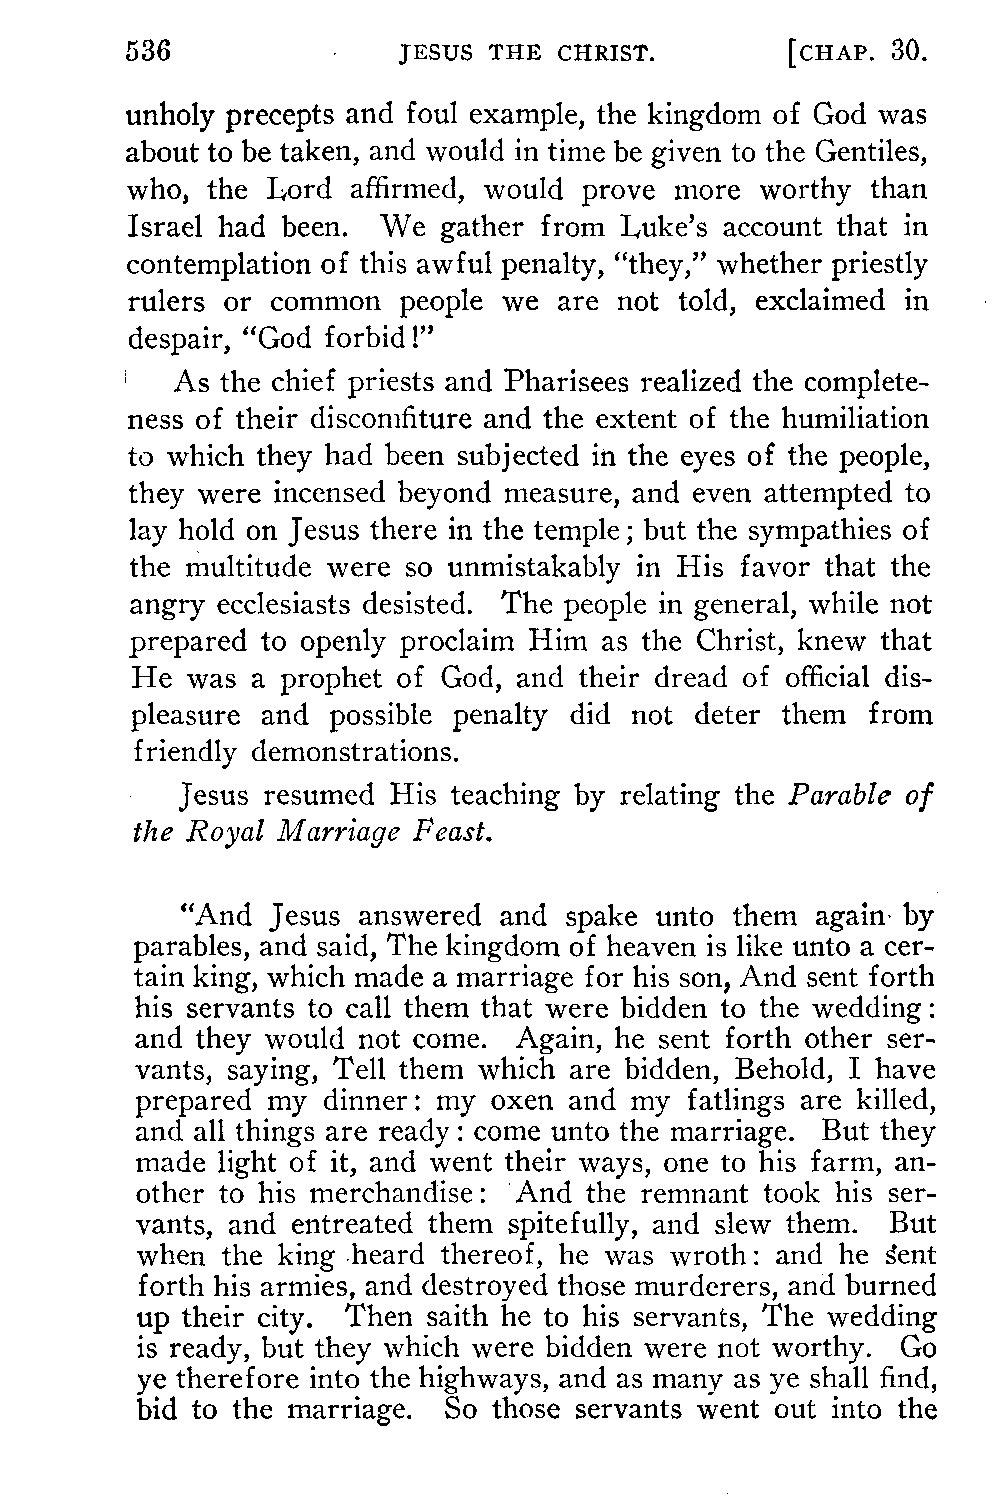 536 JESUS THE CHRIST. [CHAP. 30.
unholy precepts and foul example, the kingdom of God was
about to be taken, and would in time be given to the Gentiles,
who, the Lord affirmed, would prove more worthy than
Israel had been. We gather from Luke's account that in
contemplation of this awful penalty, "they," whether priestly
rulers or common people we are not told, exclaimed in
despair, "God forbid!"
As the chief priests and Pharisees realized the complete-
ness of their discomfiture and the extent of the humiliation
to which they had been subjected in the eyes of the people,
they were incensed beyond measure, and even attempted to
lay hold on Jesus there in the temple; but the sympathies of
the multitude were so unmistakably in His favor that the
angry ecclesiasts desisted. The people in general, while not
prepared to openly proclaim Him as the Christ, knew that
He was a prophet of God, and their dread of official dis-
pleasure and possible penalty did not deter them from
friendly demonstrations.
Jesus resumed His teaching by relating the Parable of
the Royal Marriage Feast.
"And Jesus answered and spake unto them again by
parables, and said, The kingdom of heaven is like unto a cer-
tain king, which made a marriage for his son, And sent forth
his servants to call them that were bidden to the wedding:
and they would not come. Again, he sent forth other ser-
vants, saying, Tell them which are bidden, Behold, I have
prepared my dinner: my oxen and my fatlings are killed,
and all things are ready: come unto the marriage. But they
made light of it, and went their ways, one to his farm, an-
other to his merchandise: And the remnant took his ser-
vants, and entreated them spitefully, and slew them. But
when the king heard thereof, he was wroth: and he sent
forth his armies, and destroyed those murderers, and burned
up their city. Then saith he to his servants, The wedding
is ready, but they which were bidden were not worthy. Go
ye therefore into the highways, and as many as ye shall find,
bid to the marriage. So those servants went out into the